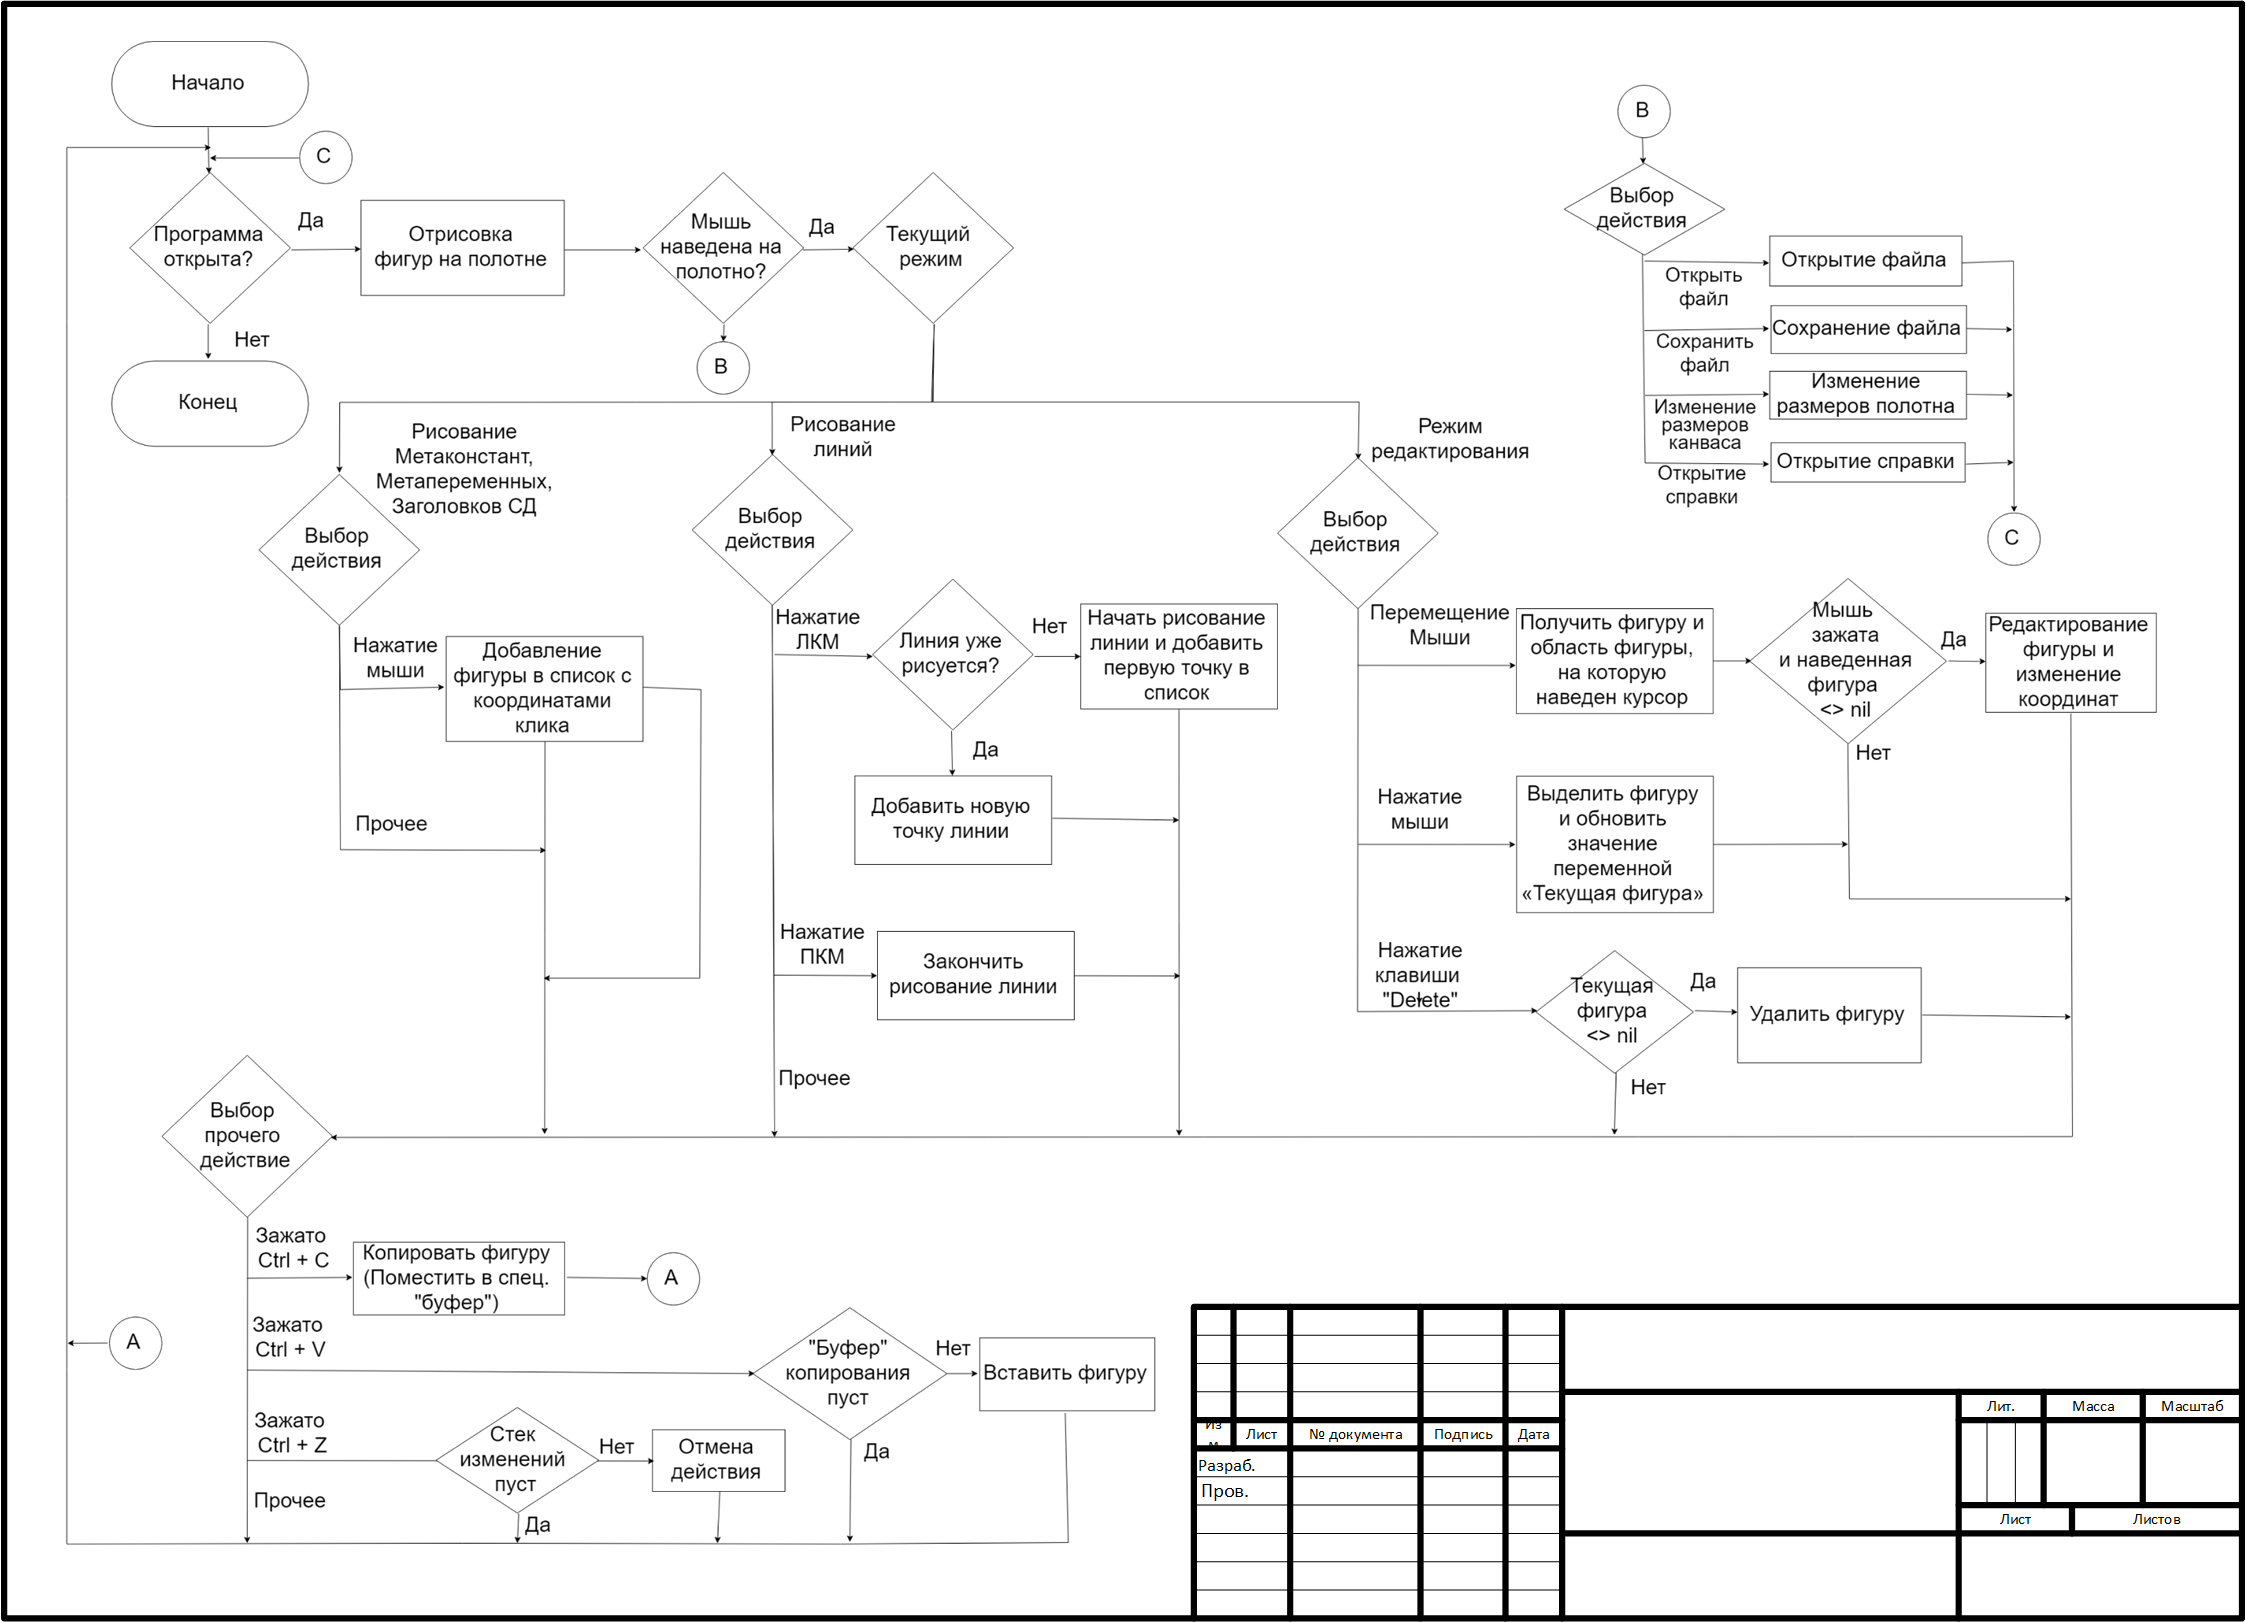 Начало
C
Программа
открыта?
Да
Нет
Конец
Отрисовка
фигур на полотне
Мышь
наведена на
полотно?
Да
B
Текущий
режим
B
Выбор
действия
Открыть
файл
Открытие файла
Сохранить
файл
Сохранение файла
Изменение
размеров
канваса
Изменение
размеров полотна
Открытие
справки
Открытие справки
C
Рисование
Метаконстант,
Метапеременных,
Заголовков СД
Выбор
действия
Нажатие
мыши
Добавление
фигуры в список с
координатами
клика
Прочее
Рисование
линий
Выбор
действия
Нажатие
ЛКМ
Линия уже
рисуется?
Нет
Начать рисование
линии и добавить
первую точку в
список
Да
Добавить новую
точку линии
Нажатие
ПКМ
Закончить
рисование линии
Прочее
Режим
редактирования
Выбор
действия
Перемещение
Мыши
Получить фигуру и
область фигуры,
на которую
наведен курсор
Мышь
зажата
и наведенная
фигура
<> nil
Да
Редактирование
фигуры и
изменение
координат
Нет
Нажатие
мыши
Выделить фигуру
и обновить
значение
переменной
«Текущая фигура»
Нажатие
клавиши
"Delete"
Текущая
фигура
<> nil
Да
Удалить фигуру
Нет
Выбор
прочего
действие
Зажато
Ctrl + C
Копировать фигуру
(Поместить в спец.
"буфер")
A
A
Зажато
Ctrl + V
"Буфер"
копирования
пуст
Нет
Вставить фигуру
Да
Зажато
Ctrl + Z
Стек
изменений
пуст
Нет
Отмена
действия
Да
Прочее
Из
Лист
№ документа
Подпись
Дата
Разраб.
Пров.
Лит.
Масса
Масштаб
Лист
Листов